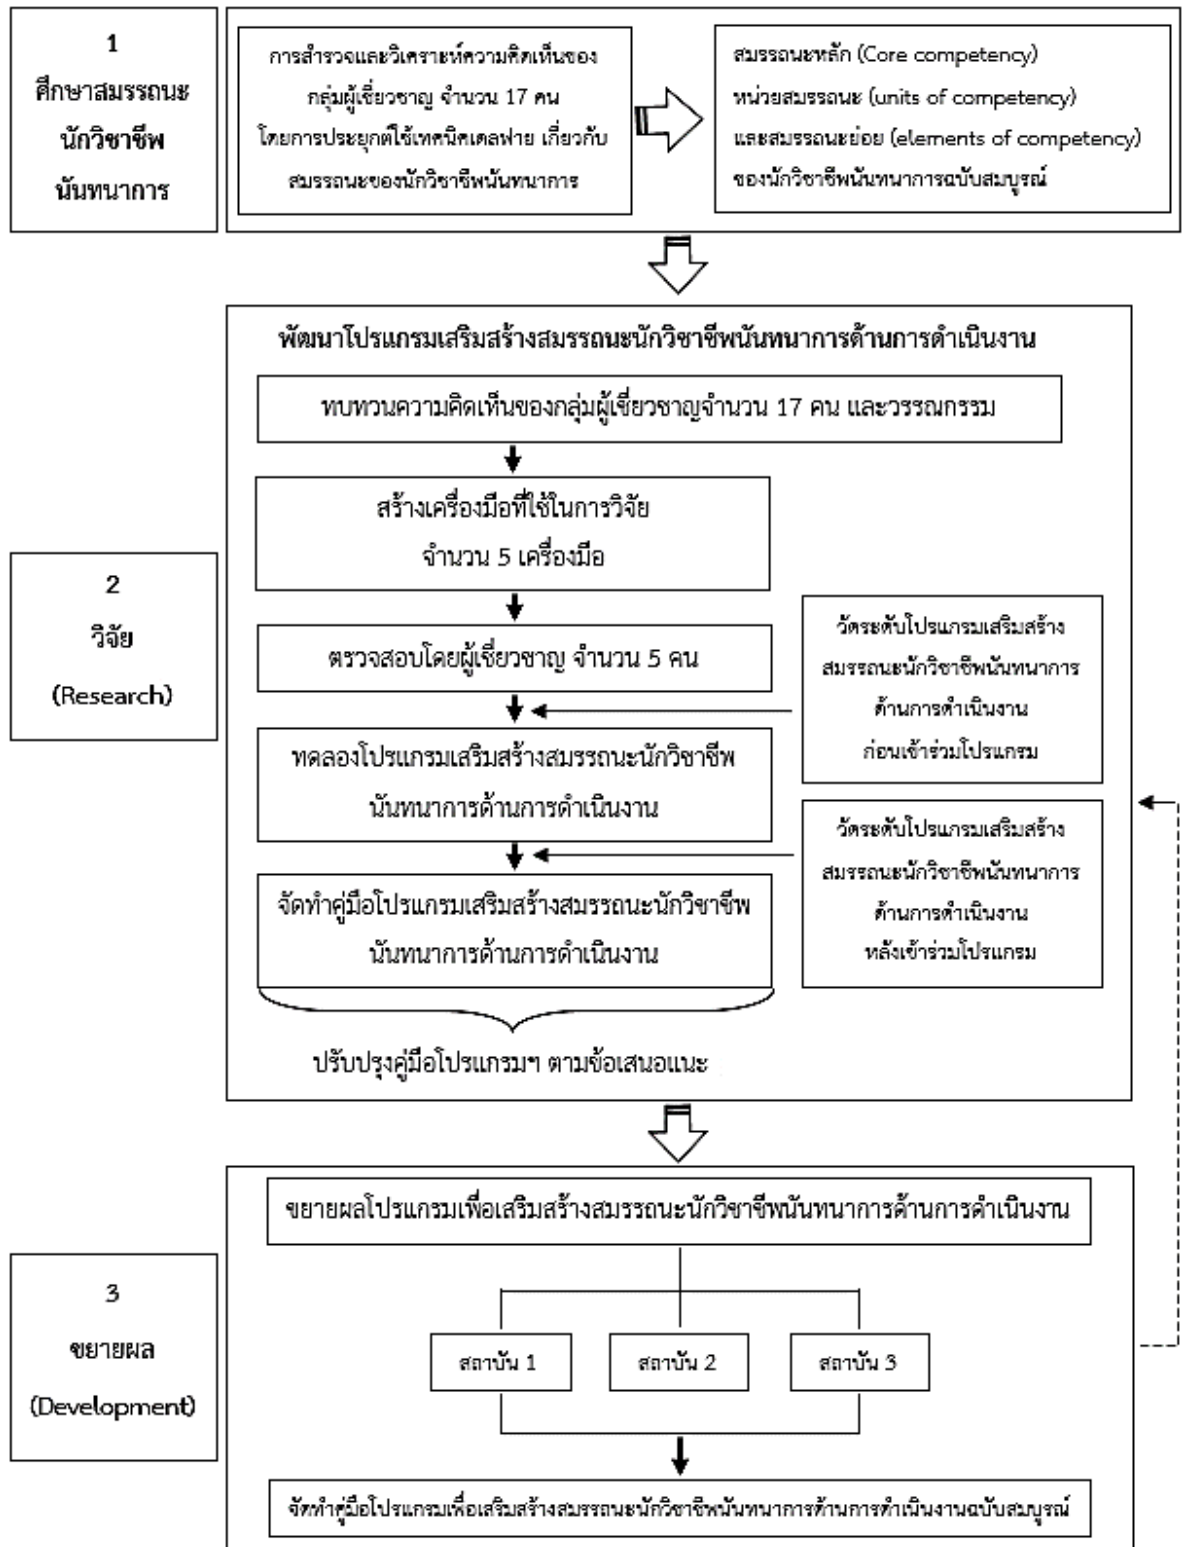 1
ศึกษาสมรรถนะ
นักวิชาชีพ
นันทนาการ
การสำรวจและวิเคราะห์ความคิดเห็นของ
กลุ่มผู้เชี่ยวชาญ จำนวน 17 คน
โดยการประยุกต์ใช้เทคนิคเดลฟาย เกี่ยวกับ
สมรรถนะของนักวิชาชีพนันทนาการ
สมรรถนะหลัก (Core competency)
หน่วยสมรรถนะ (units of competency)
และสมรรถนะย่อย (elements of competency)
ของนักวิชาชีพนันทนาการฉบับสมบูรณ์
2
วิจัย
(Research)
พัฒนาโปรแกรมเสริมสร้างสมรรถนะนักวิชาชีพนันทนาการด้านการดำเนินงาน
ทบทวนความคิดเห็นของกลุ่มผู้เชี่ยวชาญจำนวน 17 คน และวรรณกรรม
สร้างเครื่องมือที่ใช้ในการวิจัย
จำนวน 5 เครื่องมือ
ตรวจสอบโดยผู้เชี่ยวชาญ จำนวน 5 คน
วัดระดับโปรแกรมเสริมสร้าง
สมรรถนะนักวิชาชีพนันทนาการ
ด้านการดำเนินงาน
ก่อนเข้าร่วมโปรแกรม
ทดลองโปรแกรมเสริมสร้างสมรรถนะนักวิชาชีพ
นันทนาการด้านการดำเนินงาน
วัดระดับโปรแกรมเสริมสร้าง
สมรรถนะนักวิชาชีพนันทนาการ
ด้านการดำเนินงาน
หลังเข้าร่วมโปรแกรม
จัดทำคู่มือโปรแกรมเสริมสร้างสมรรถนะนักวิชาชีพ
นันทนาการด้านการดำเนินงาน
ปรับปรุงคู่มือโปรแกรมฯ ตามข้อเสนอแนะ
3
ขยายผล
(Development)
ขยายผลโปรแกรมเพื่อเสริมสร้างสมรรถนะนักวิชาชีพนันทนาการด้านการดำเนินงาน
สถาบัน 1
สถาบัน 2
สถาบัน 3
จัดทำคู่มือโปรแกรมเพื่อเสริมสร้างสมรรถนะนักวิชาชีพนันทนาการด้านการดำเนินงานฉบับสมบูรณ์